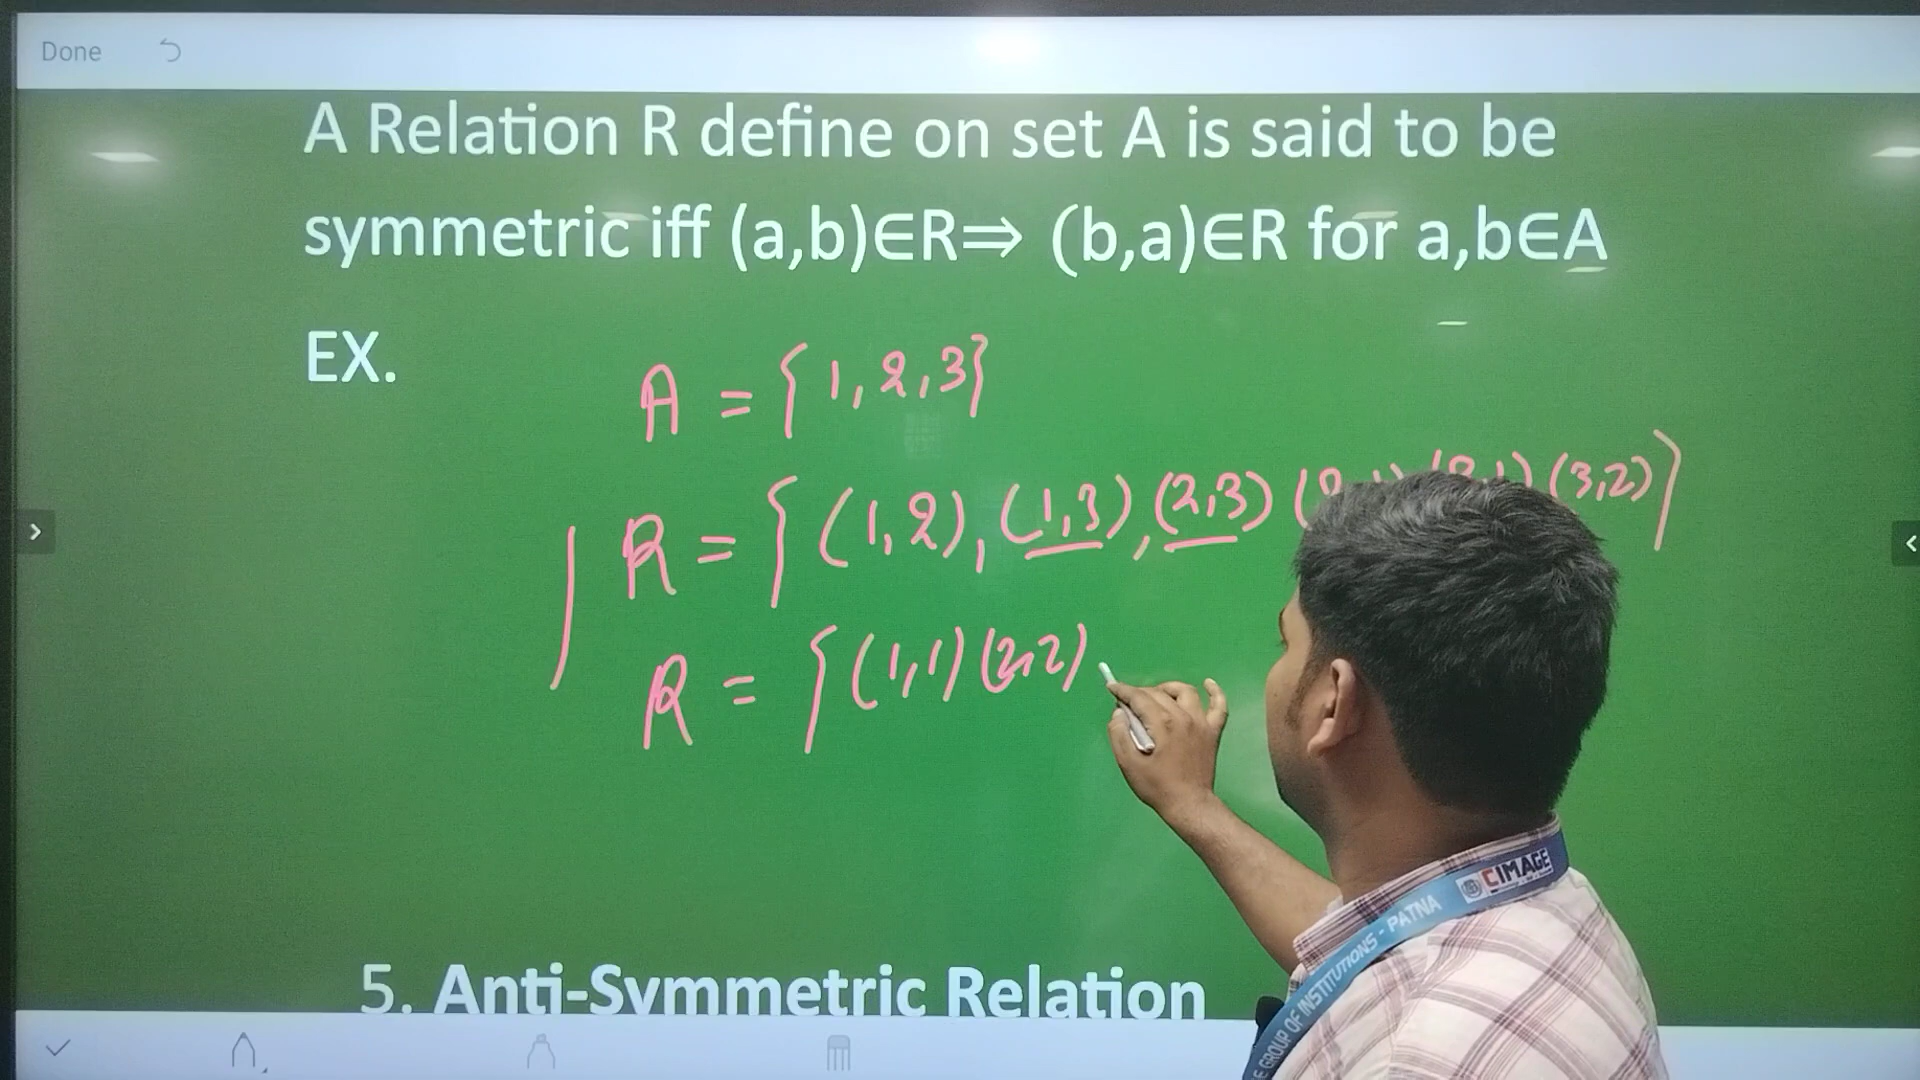 Done
A Relation R define on set A is said to be
symmetric iff (a,b)∈R⇒ (b,a)∈R for a,b∈A
EX.
A = {1,2,3}
R = {(1,2), (1,3), (2,3) (3,2)}
R = {(1,1) (2,2)
5. Anti-Symmetric Relation
CIMAGE
GROUP OF INSTITUTIONS - PATNA